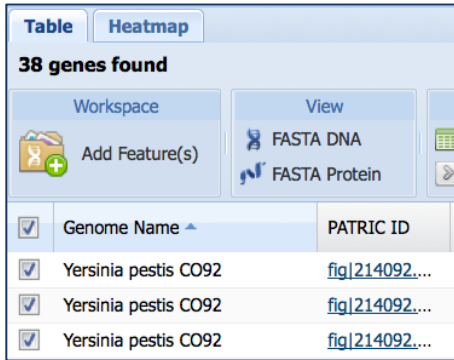 Table Heatmap
38 genes found
Workspace View
Add Feature(s) FASTA DNA
FASTA Protein
Genome Name PATRIC ID
Yersinia pestis CO92 fig|214092....
Yersinia pestis CO92 fig|214092....
Yersinia pestis CO92 fig|214092....